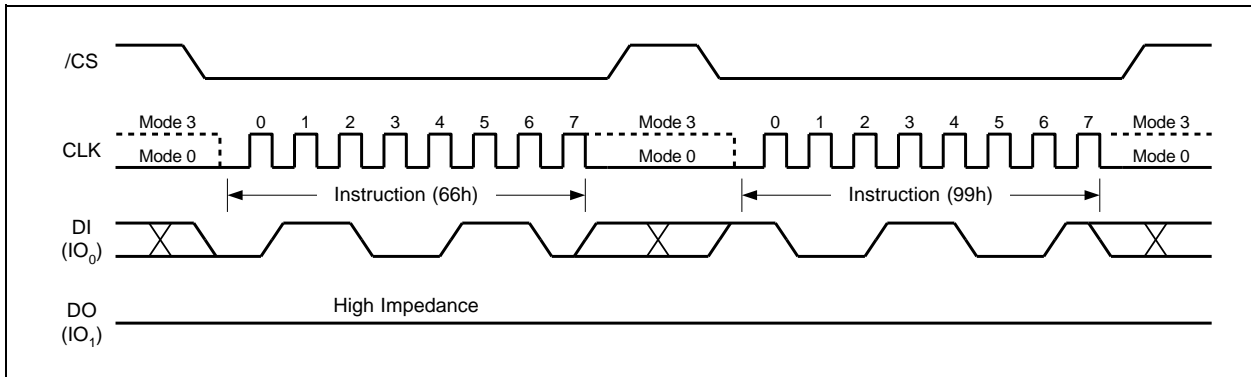 /CS
Mode 3 0 1 2 3 4 5 6 7 Mode 3 0 1 2 3 4 5 6 7 Mode 3
CLK Mode 0 Mode 0 Mode 0
Instruction (66h) Instruction (99h)
DI
(IO0)
High Impedance
DO
(IO1)